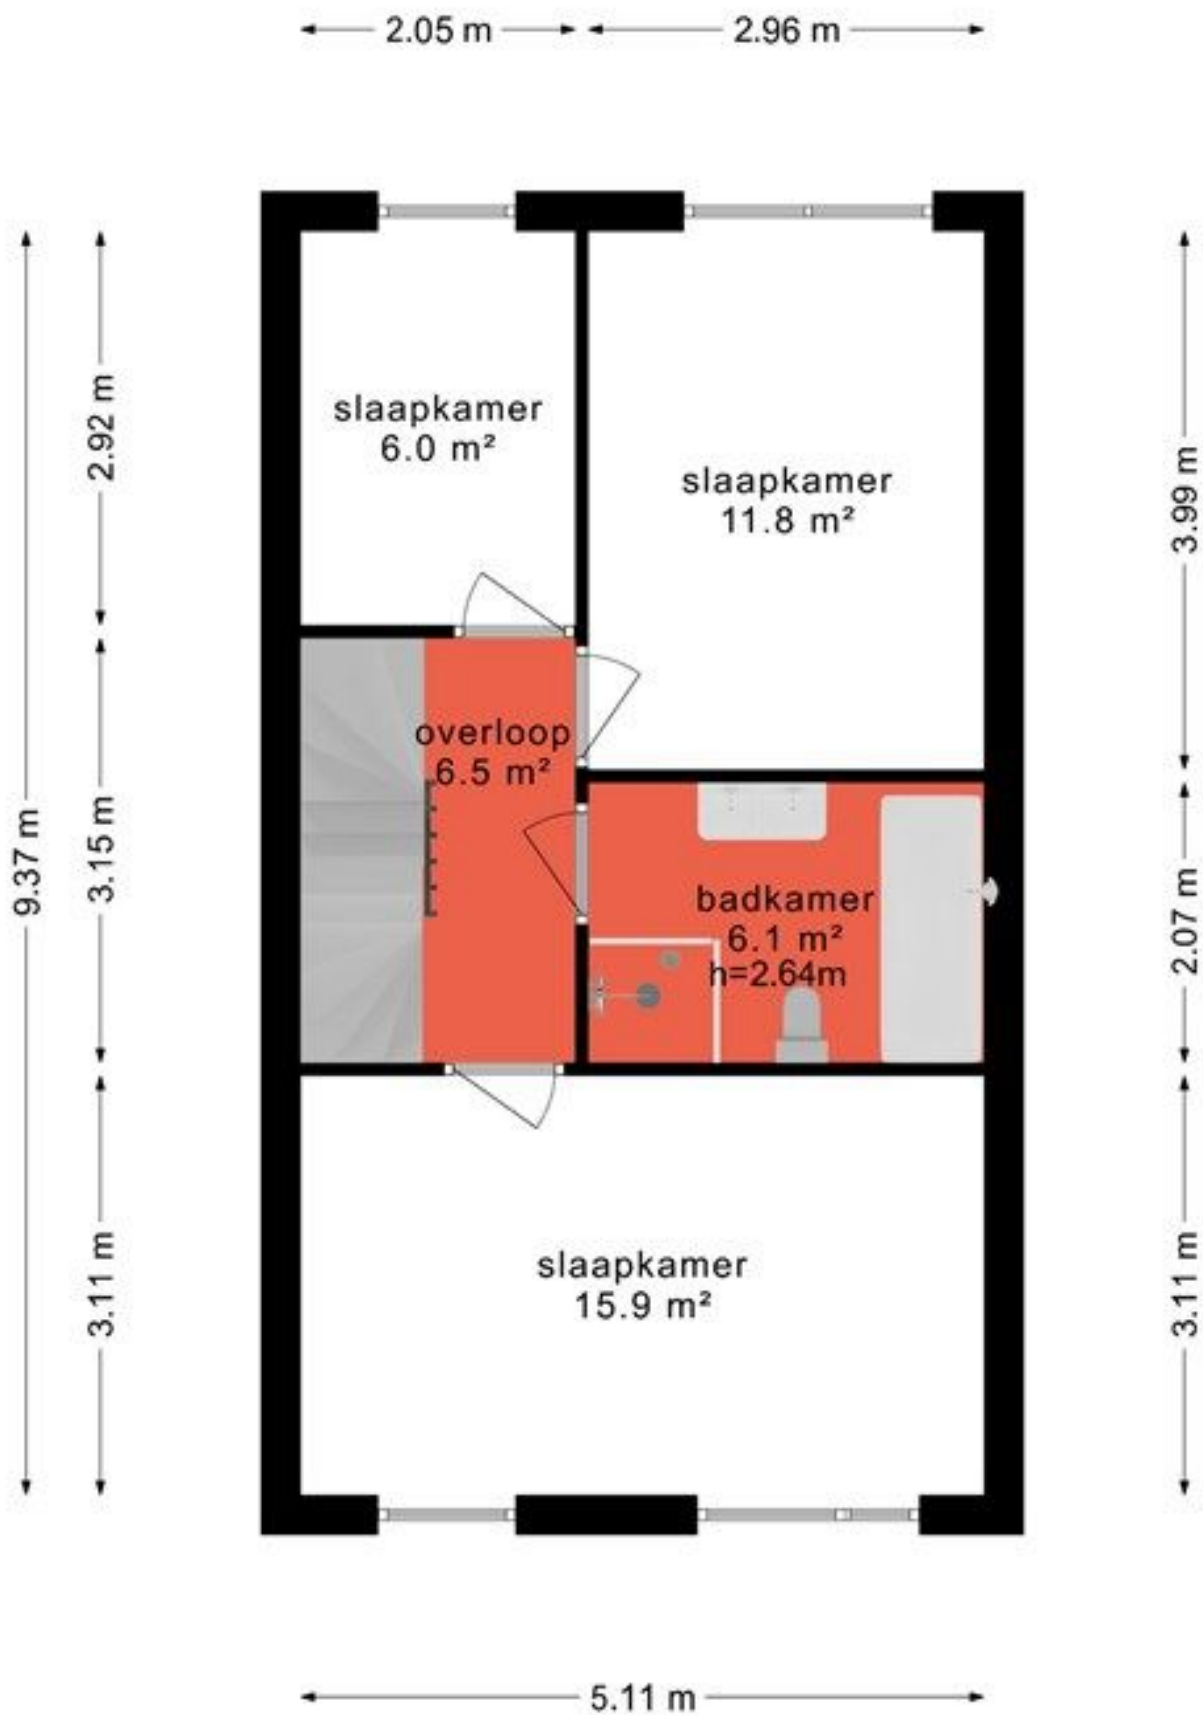 2.05 m
2.96 m
2.92 m
3.15 m
3.11 m
9.37 m
3.99 m
2.07 m
3.11 m
slaapkamer
6.0 m²
slaapkamer
11.8 m²
overloop
6.5 m²
badkamer
6.1 m²
h=2.64m
slaapkamer
15.9 m²
5.11 m